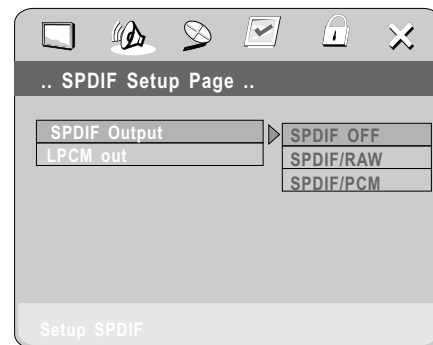 .. SPDIF Setup Page ..
SPDIF Output
LPCM out
SPDIF OFF
SPDIF/RAW
SPDIF/PCM
Setup SPDIF